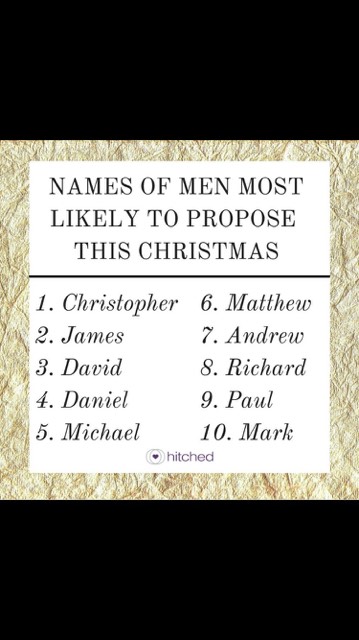 NAMES OF MEN MOST
LIKELY TO PROPOSE
THIS CHRISTMAS
1. Christopher
2. James
3. David
4. Daniel
5. Michael
6. Matthew
7. Andrew
8. Richard
9. Paul
10. Mark
hitched